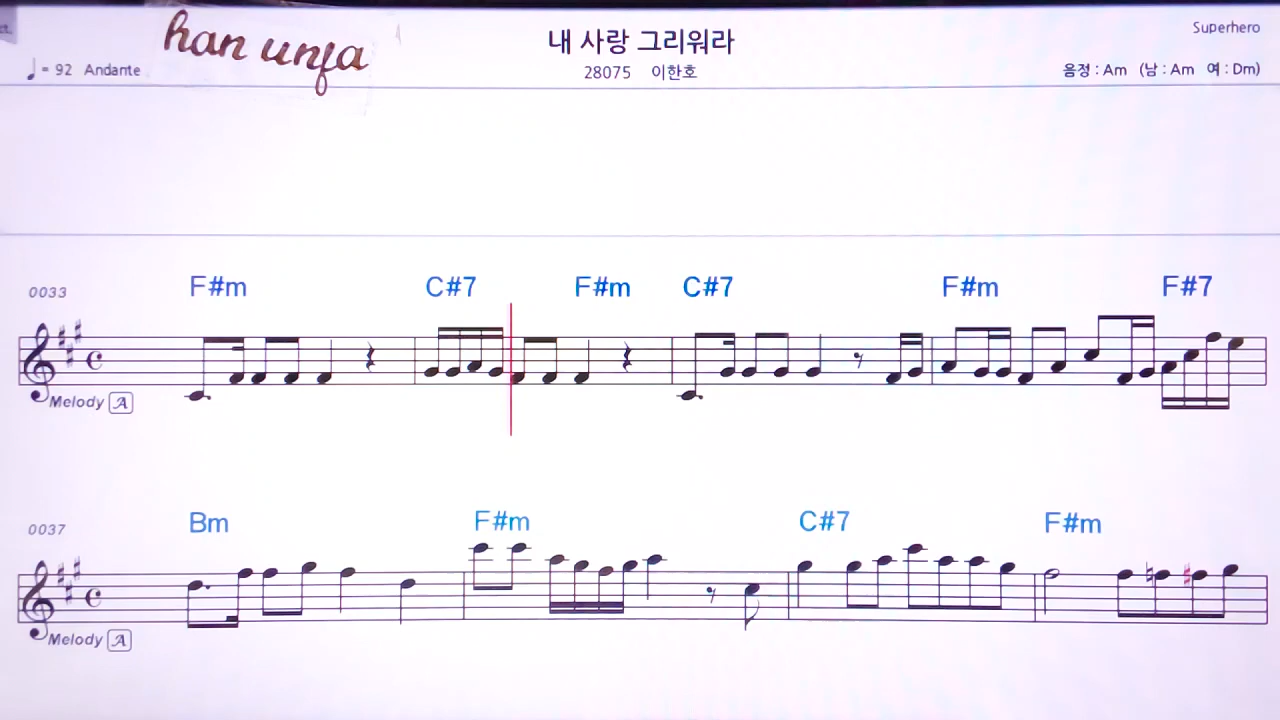 han unfa
내 사랑 그리워라
Superhero
♩ = 92 Andante
28075 이한호
음정 : Am (남 : Am 여 : Dm)
0033
F#m C#7 F#m C#7 F#m F#7
Melody A
0037
Bm F#m C#7 F#m
Melody A